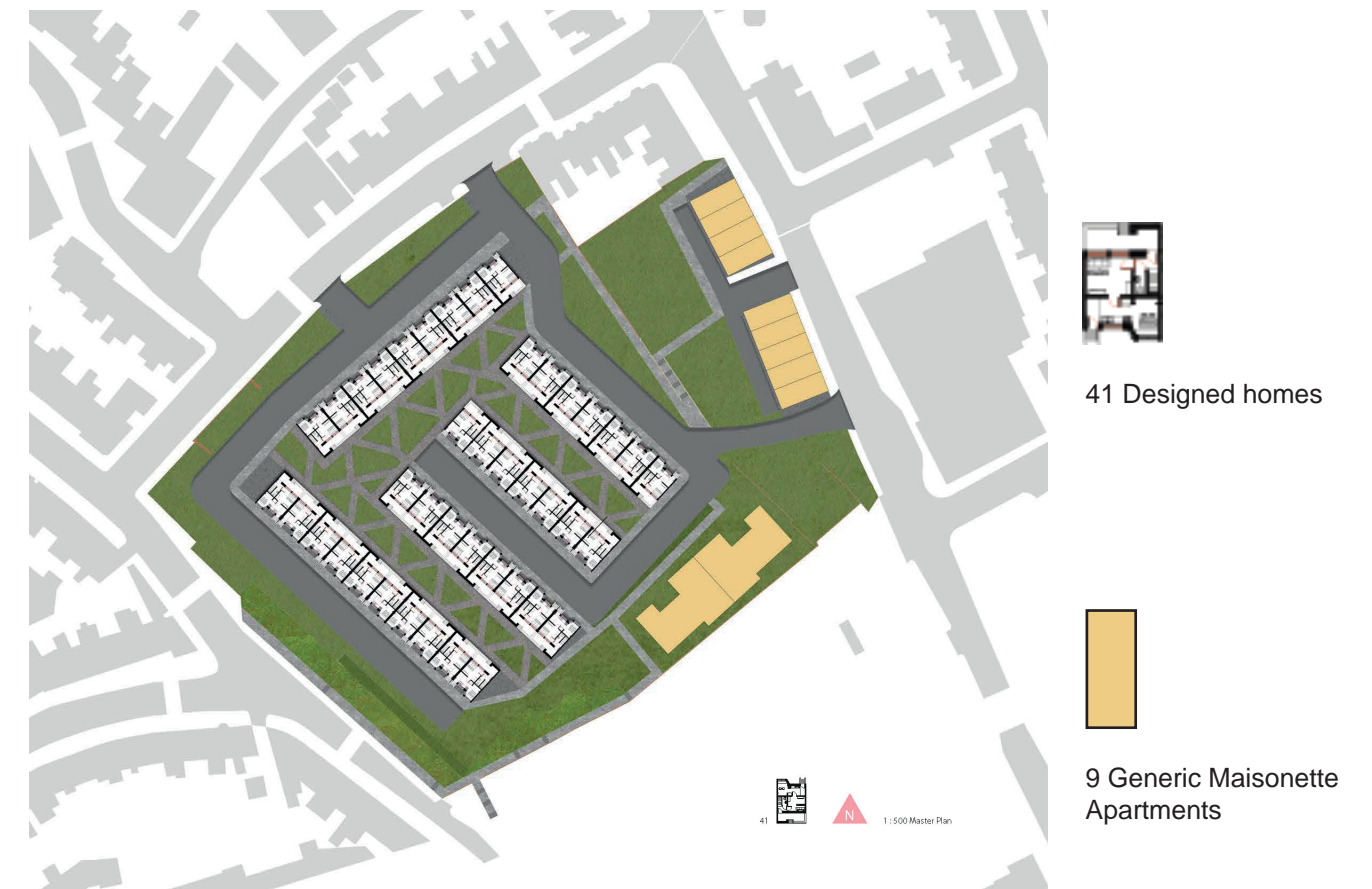 41 Designed homes
9 Generic Maisonette
Apartments
41
N
1 : 500 Master Plan